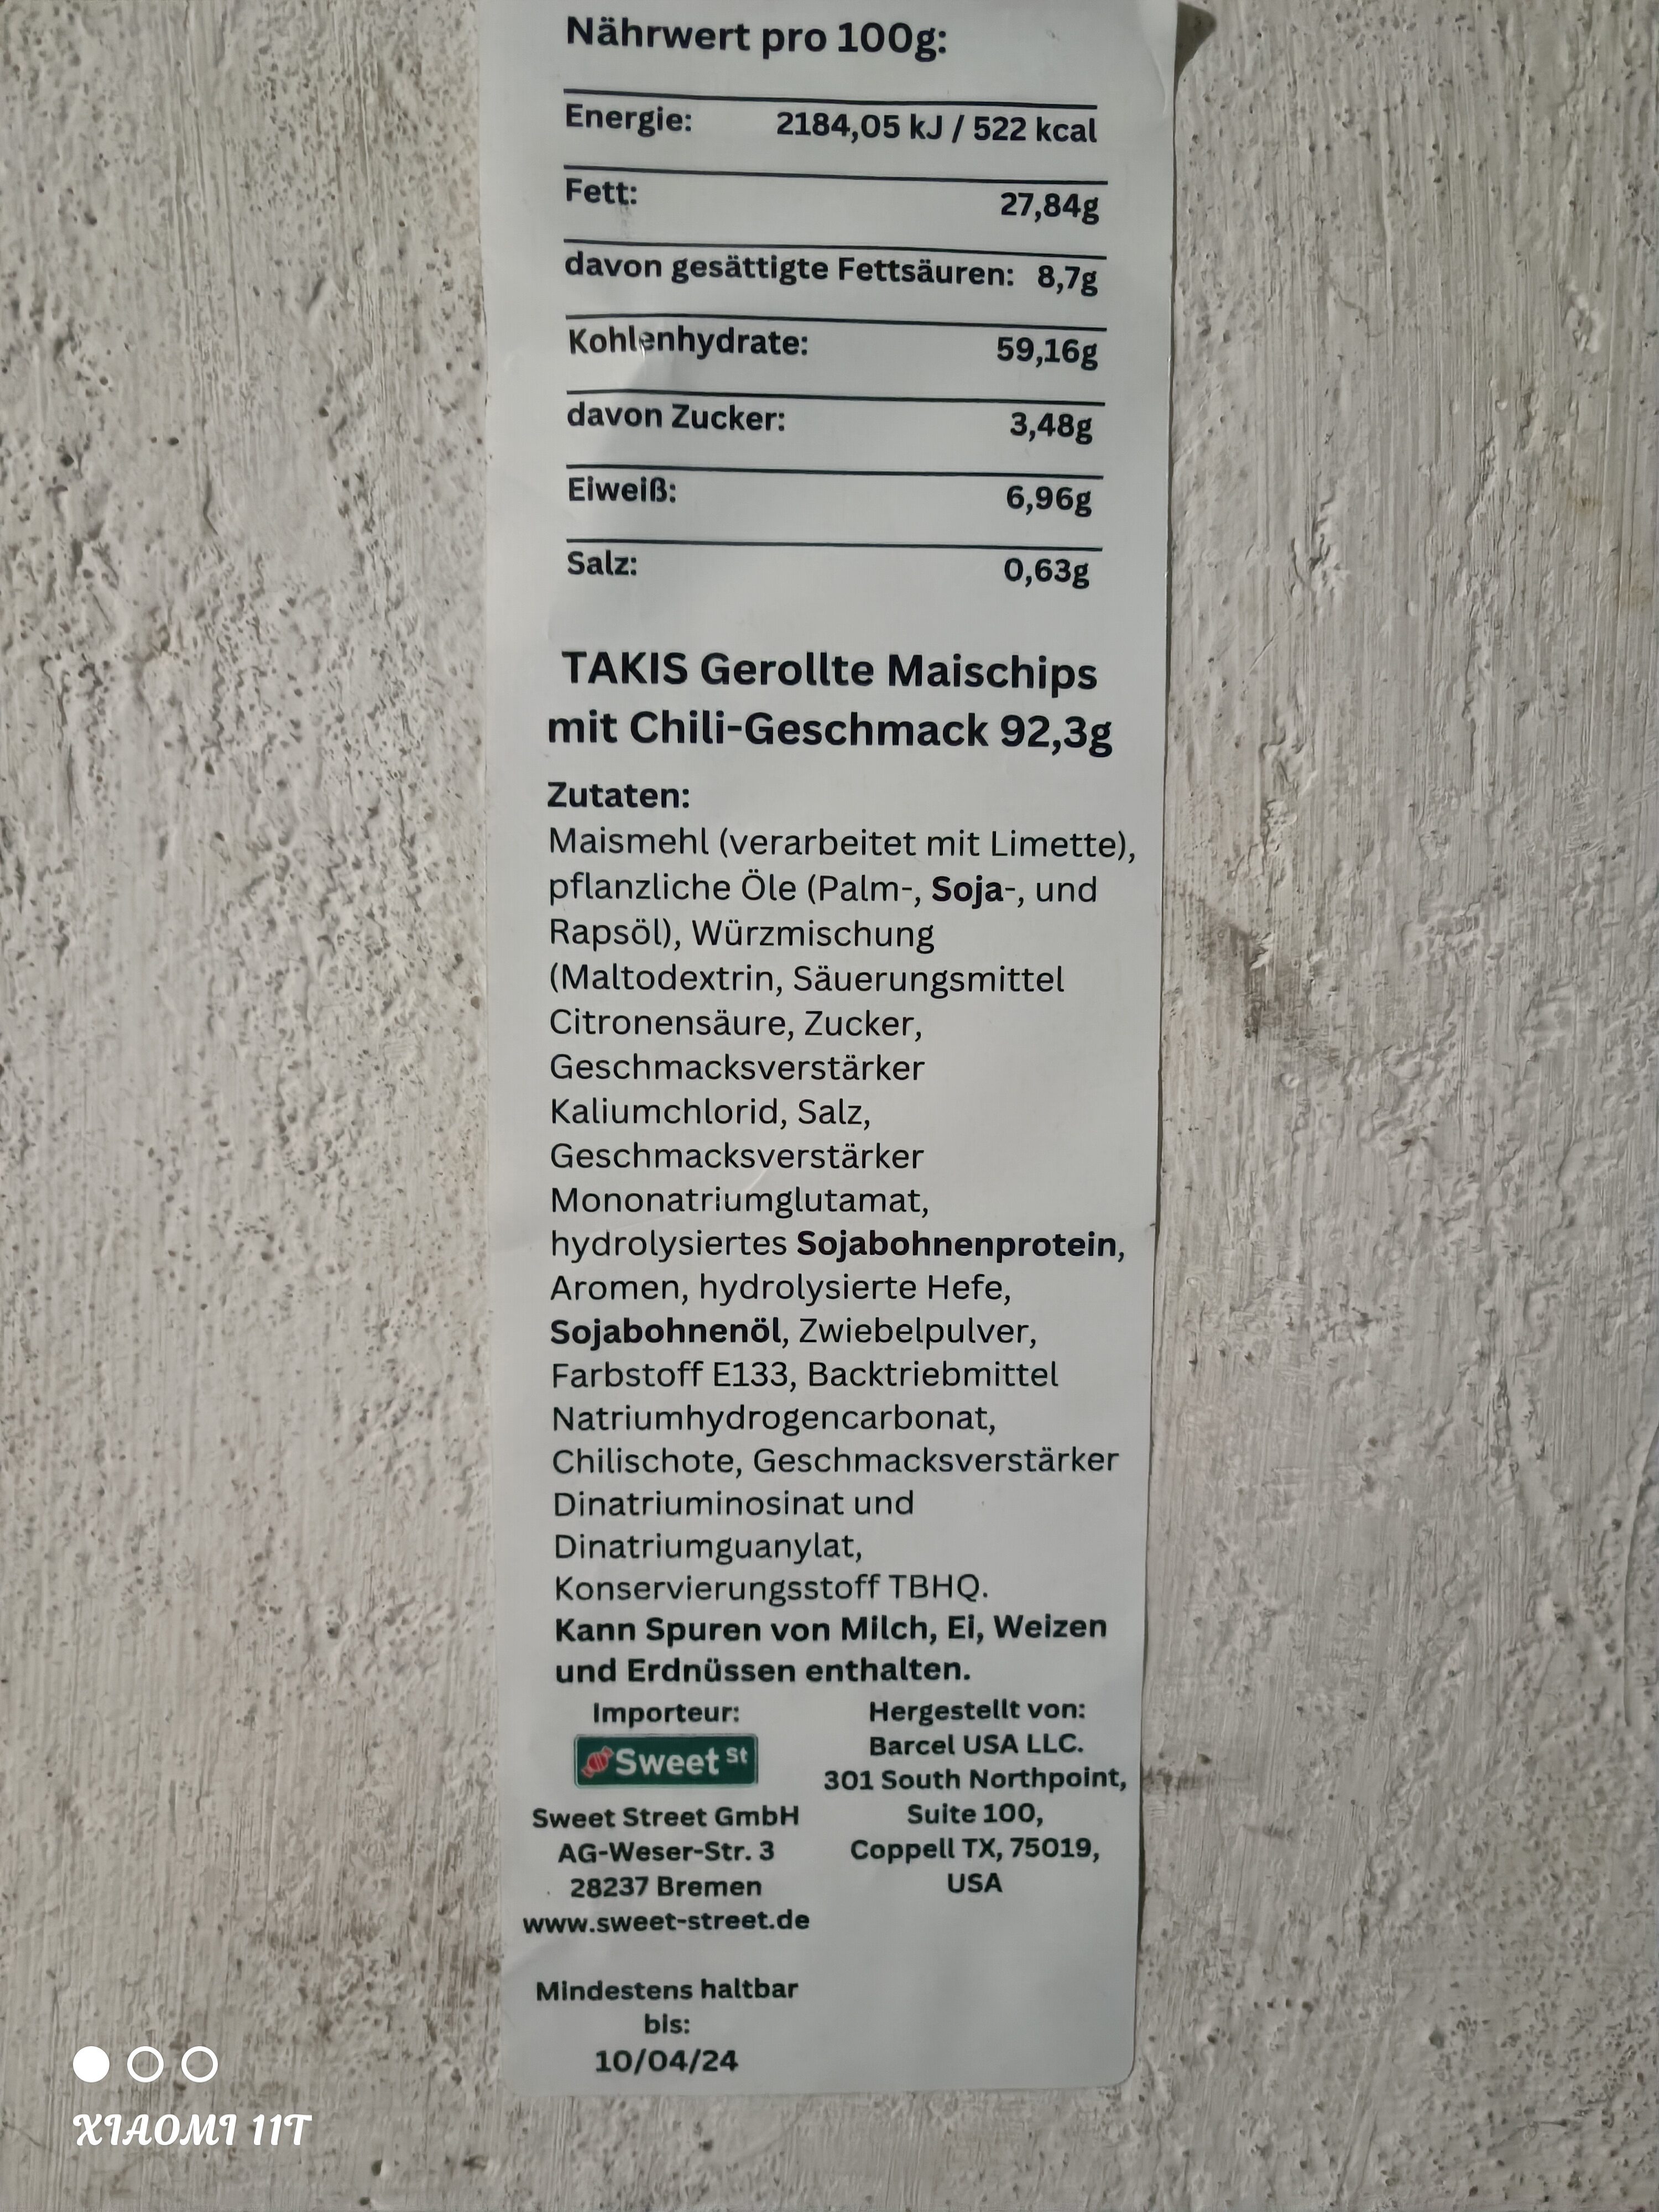 Nährwert pro 100g:
Energie: 2184,05 kJ / 522 kcal
Fett: 27,84g
davon gesättigte Fettsäuren: 8,7g
Kohlenhydrate: 59,16g
davon Zucker: 3,48g
Eiweiß: 6,96g
Salz: 0,63g
TAKIS Gerollte Maischips
mit Chili-Geschmack 92,3g
Zutaten:
Maismehl (verarbeitet mit Limette),
pflanzliche Öle (Palm-, Soja-, und
Rapsöl), Würzmischung
(Maltodextrin, Säuerungsmittel
Citronensäure, Zucker,
Geschmacksverstärker
Kaliumchlorid, Salz,
Geschmacksverstärker
Mononatriumglutamat,
hydrolysiertes Sojabohnenprotein,
Aromen, hydrolysierte Hefe,
Sojabohnenöl, Zwiebelpulver,
Farbstoff E133, Backtriebmittel
Natriumhydrogencarbonat,
Chilischote, Geschmacksverstärker
Dinatriuminosinat und
Dinatriumguanylat,
Konservierungsstoff TBHQ.
Kann Spuren von Milch, Ei, Weizen
und Erdnüssen enthalten.
Importeur:
Sweet St
Sweet Street GmbH
AG-Weser-Str. 3
28237 Bremen
www.sweet-street.de
Hergestellt von:
Barcel USA LLC.
301 South Northpoint,
Suite 100,
Coppell TX, 75019,
USA
Mindestens haltbar
bis:
10/04/24
XIAOMI 11T